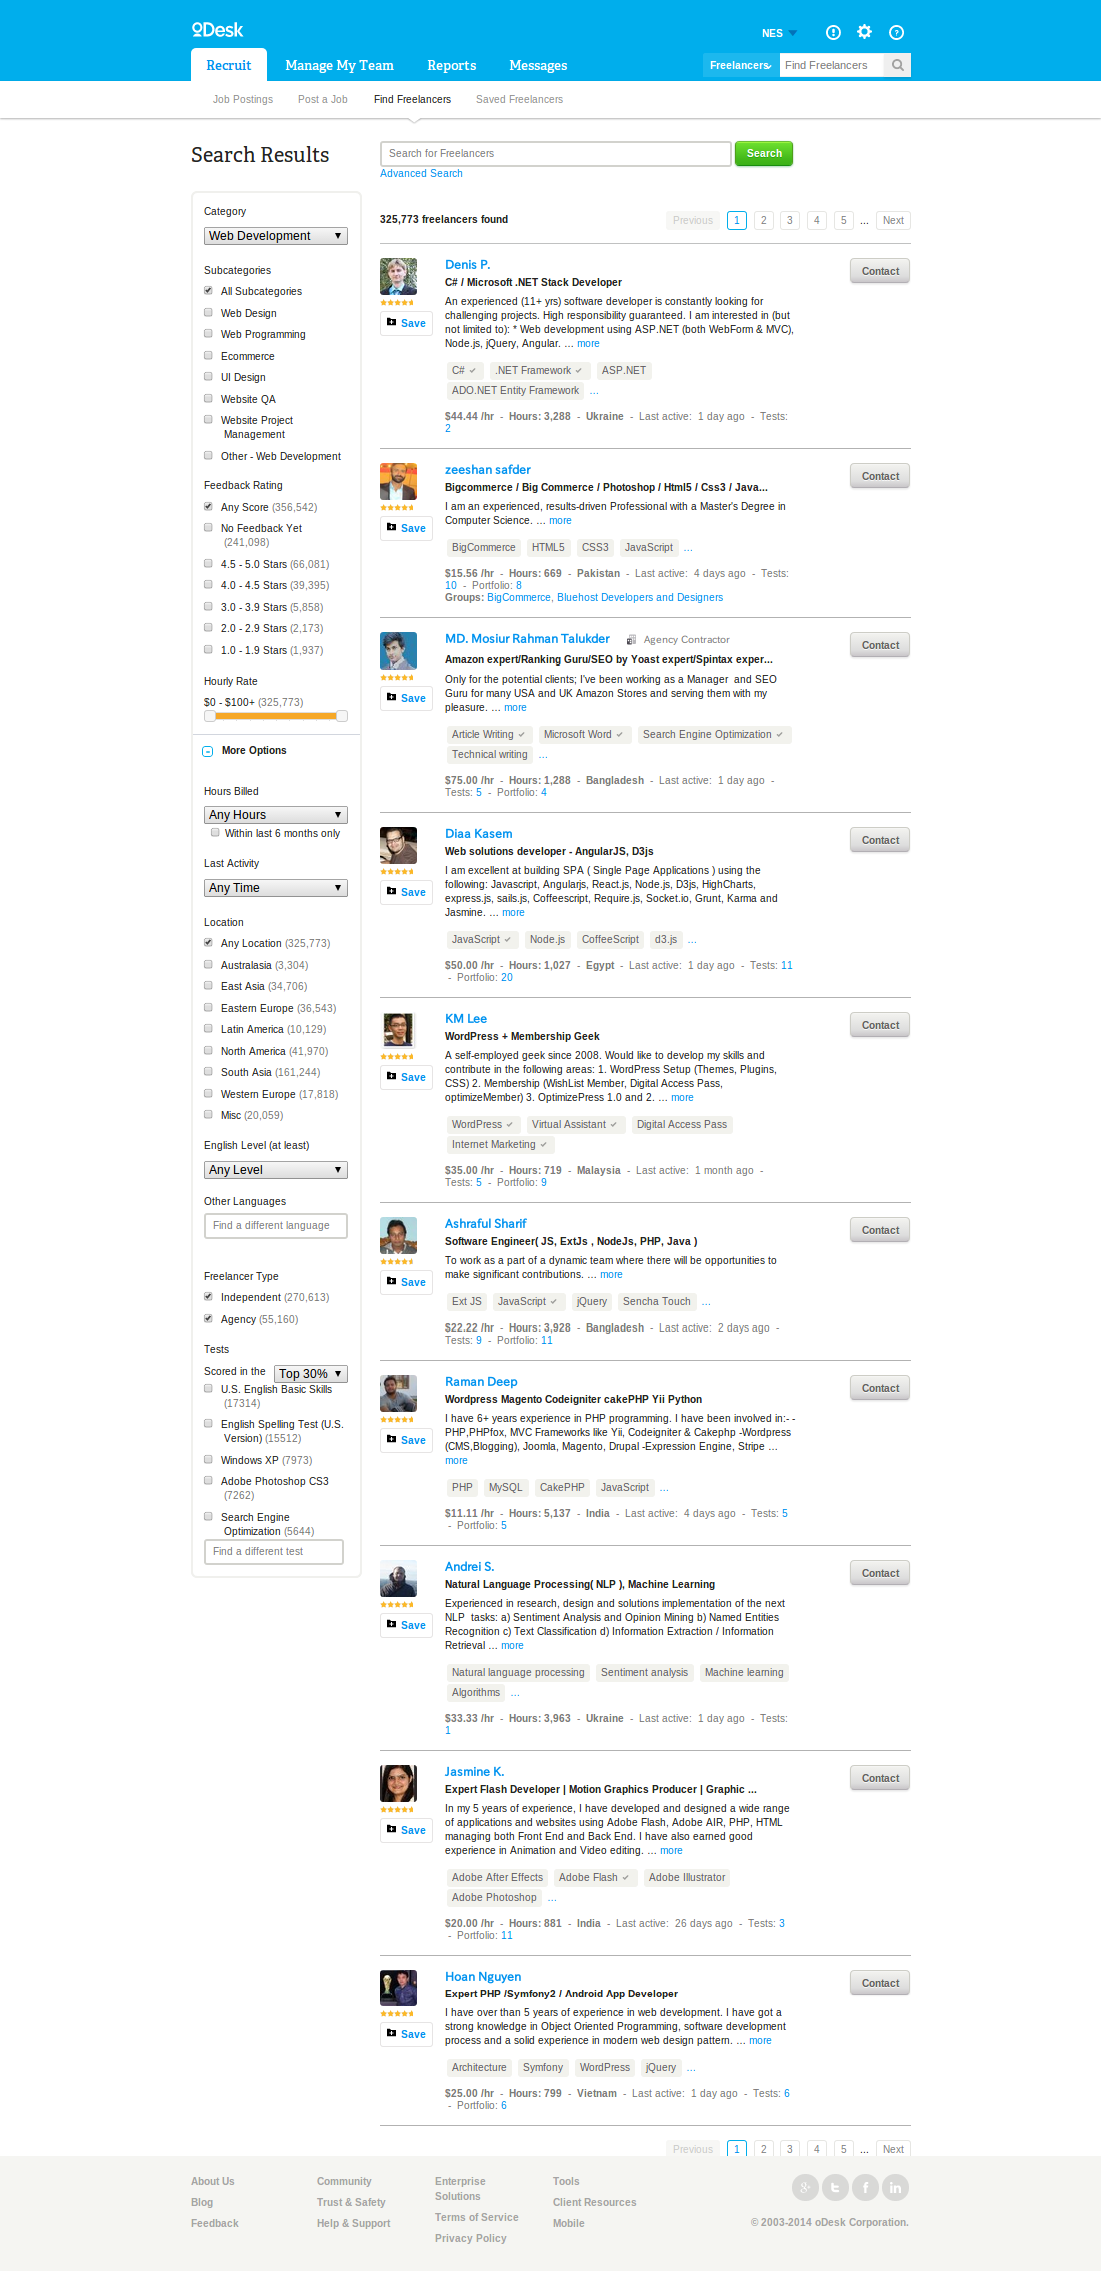 oDesk
NES
Recruit Manage My Team Reports Messages
Freelancers Find Freelancers
Job Postings Post a Job Find Freelancers Saved Freelancers
Search Results
Search for Freelancers Search
Advanced Search
Category
Web Development
Subcategories
All Subcategories
Web Design
Web Programming
Ecommerce
UI Design
Website QA
Website Project
Management
Other - Web Development
Feedback Rating
Any Score (356,542)
No Feedback Yet
(241,098)
4.5 - 5.0 Stars (66,081)
4.0 - 4.5 Stars (39,395)
3.0 - 3.9 Stars (5,858)
2.0 - 2.9 Stars (2,173)
1.0 - 1.9 Stars (1,937)
Hourly Rate
$0 - $100+ (325,773)
More Options
Hours Billed
Any Hours
Within last 6 months only
Last Activity
Any Time
Location
Any Location (325,773)
Australasia (3,304)
East Asia (34,706)
Eastern Europe (36,543)
Latin America (10,129)
North America (41,970)
South Asia (161,244)
Western Europe (17,818)
Misc (20,059)
English Level (at least)
Any Level
Other Languages
Find a different language
Freelancer Type
Independent (270,613)
Agency (55,160)
Tests
Scored in the Top 30%
U.S. English Basic Skills
(17314)
English Spelling Test (U.S.
Version) (15512)
Windows XP (7973)
Adobe Photoshop CS3
(7262)
Search Engine
Optimization (5644)
Find a different test
325,773 freelancers found
Previous 1 2 3 4 5 ... Next
Denis P.
Contact
C# / Microsoft .NET Stack Developer
An experienced (11+ yrs) software developer is constantly looking for
challenging projects. High responsibility guaranteed. I am interested in (but
not limited to): * Web development using ASP.NET (both WebForm & MVC),
Node.js, jQuery, Angular. ... more
Save
C# .NET Framework ASP.NET
ADO.NET Entity Framework ...
$44.44 /hr - Hours: 3,288 - Ukraine - Last active: 1 day ago - Tests:
2
zeeshan safder
Contact
Bigcommerce / Big Commerce / Photoshop / Html5 / Css3 / Java...
I am an experienced, results-driven Professional with a Master's Degree in
Computer Science. ... more
Save
BigCommerce HTML5 CSS3 JavaScript ...
$15.56 /hr - Hours: 669 - Pakistan - Last active: 4 days ago - Tests:
10 - Portfolio: 8
Groups: BigCommerce, Bluehost Developers and Designers
MD. Mosiur Rahman Talukder Agency Contractor
Contact
Amazon expert/Ranking Guru/SEO by Yoast expert/Spintax exper...
Only for the potential clients; I've been working as a Manager and SEO
Guru for many USA and UK Amazon Stores and serving them with my
pleasure. ... more
Save
Article Writing Microsoft Word Search Engine Optimization
Technical writing ...
$75.00 /hr - Hours: 1,288 - Bangladesh - Last active: 1 day ago -
Tests: 5 - Portfolio: 4
Diaa Kasem
Contact
Web solutions developer - AngularJS, D3js
I am excellent at building SPA ( Single Page Applications ) using the
following: Javascript, Angularjs, React.js, Node.js, D3js, HighCharts,
express.js, sails.js, Coffeescript, Require.js, Socket.io, Grunt, Karma and
Jasmine. ... more
Save
JavaScript Node.js CoffeeScript d3.js ...
$50.00 /hr - Hours: 1,027 - Egypt - Last active: 1 day ago - Tests: 11
- Portfolio: 20
KM Lee
Contact
WordPress + Membership Geek
A self-employed geek since 2008. Would like to develop my skills and
contribute in the following areas: 1. WordPress Setup (Themes, Plugins,
CSS) 2. Membership (WishList Member, Digital Access Pass,
optimizeMember) 3. OptimizePress 1.0 and 2. ... more
Save
WordPress Virtual Assistant Digital Access Pass
Internet Marketing
$35.00 /hr - Hours: 719 - Malaysia - Last active: 1 month ago -
Tests: 5 - Portfolio: 9
Ashraful Sharif
Contact
Software Engineer( JS, ExtJs , NodeJs, PHP, Java )
To work as a part of a dynamic team where there will be opportunities to
make significant contributions. ... more
Save
Ext JS JavaScript jQuery Sencha Touch ...
$22.22 /hr - Hours: 3,928 - Bangladesh - Last active: 2 days ago -
Tests: 9 - Portfolio: 11
Raman Deep
Contact
Wordpress Magento Codeigniter cakePHP Yii Python
I have 6+ years experience in PHP programming. I have been involved in:- -
PHP,PHPfox, MVC Frameworks like Yii, Codeigniter & Cakephp -Wordpress
(CMS,Blogging), Joomla, Magento, Drupal -Expression Engine, Stripe ...
more
Save
PHP MySQL CakePHP JavaScript ...
$11.11 /hr - Hours: 5,137 - India - Last active: 4 days ago - Tests: 5
- Portfolio: 5
Andrei S.
Contact
Natural Language Processing( NLP ), Machine Learning
Experienced in research, design and solutions implementation of the next
NLP tasks: a) Sentiment Analysis and Opinion Mining b) Named Entities
Recognition c) Text Classification d) Information Extraction / Information
Retrieval ... more
Save
Natural language processing Sentiment analysis Machine learning
Algorithms ...
$33.33 /hr - Hours: 3,963 - Ukraine - Last active: 1 day ago - Tests:
1
Jasmine K.
Contact
Expert Flash Developer | Motion Graphics Producer | Graphic ...
In my 5 years of experience, I have developed and designed a wide range
of applications and websites using Adobe Flash, Adobe AIR, PHP, HTML
managing both Front End and Back End. I have also earned good
experience in Animation and Video editing. ... more
Save
Adobe After Effects Adobe Flash Adobe Illustrator
Adobe Photoshop ...
$20.00 /hr - Hours: 881 - India - Last active: 26 days ago - Tests: 3
- Portfolio: 11
Hoan Nguyen
Contact
Expert PHP /Symfony2 / Android App Developer
I have over than 5 years of experience in web development. I have got a
strong knowledge in Object Oriented Programming, software development
process and a solid experience in modern web design pattern. ... more
Save
Architecture Symfony WordPress jQuery ...
$25.00 /hr - Hours: 799 - Vietnam - Last active: 1 day ago - Tests: 6
- Portfolio: 6
Previous 1 2 3 4 5 ... Next
About Us
Blog
Feedback
Community
Trust & Safety
Help & Support
Enterprise
Solutions
Terms of Service
Privacy Policy
Tools
Client Resources
Mobile
© 2003-2014 oDesk Corporation.